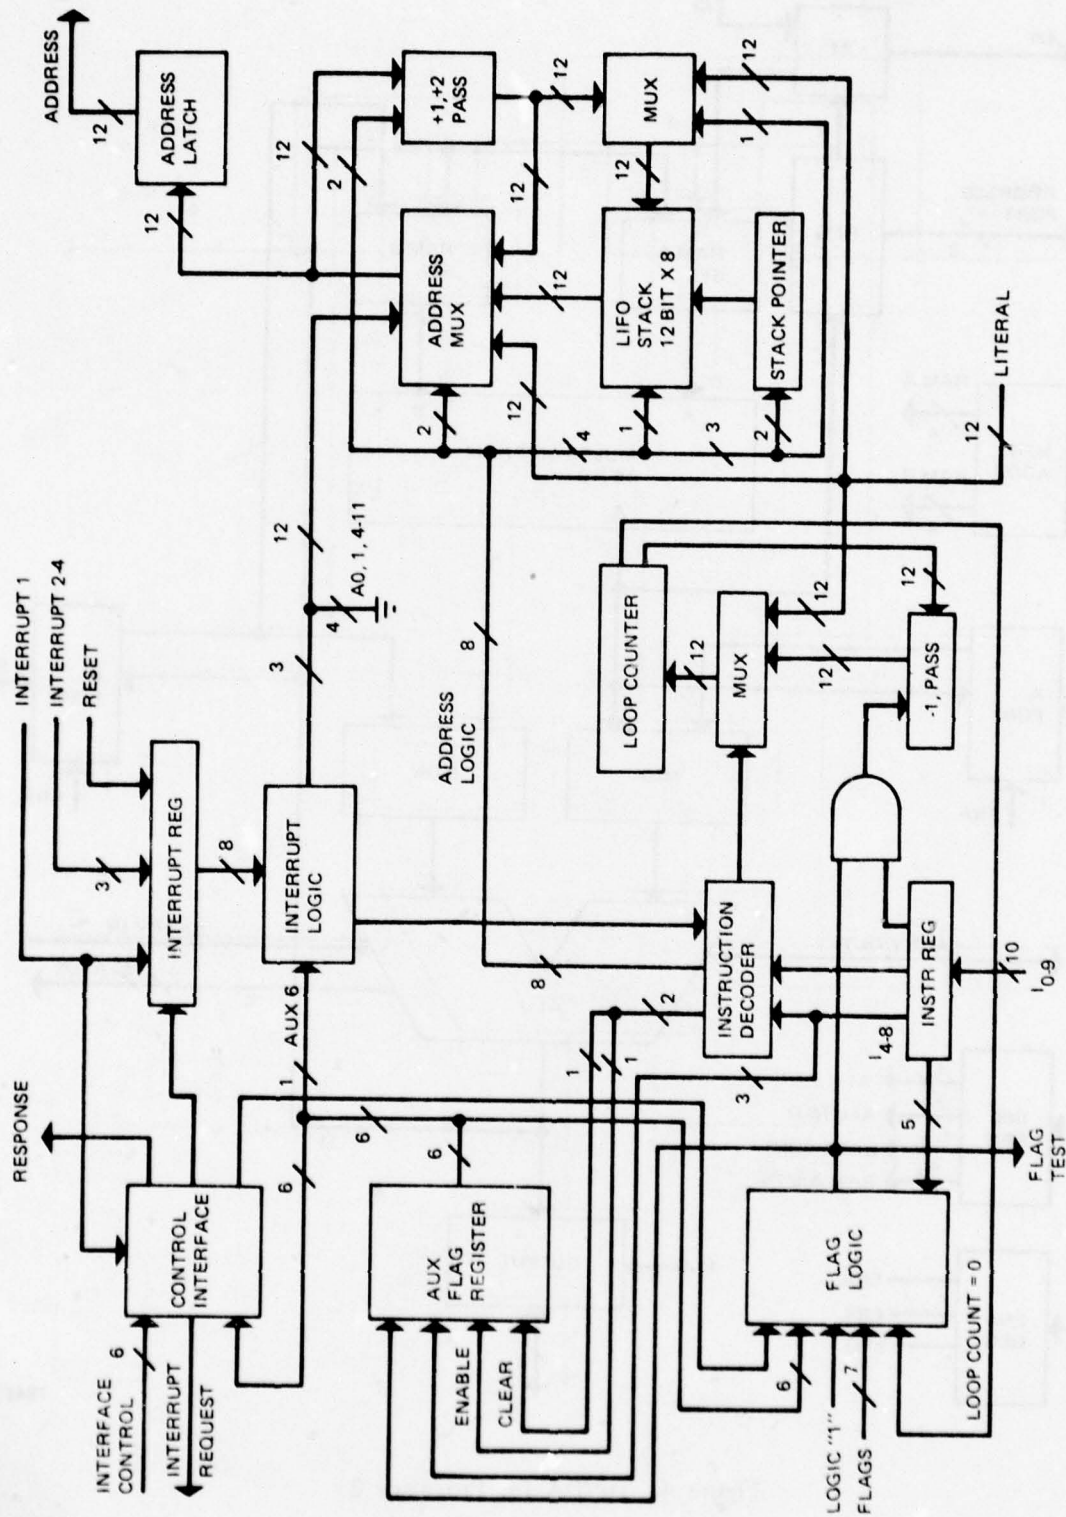 ADDRESS
12
ADDRESS
LATCH
12
12
2
+1,+2
PASS
12
12
MUX
12
1
12
ADDRESS
MUX
2
12
12
LIFO
STACK
12 BIT X 8
1
4
3
STACK POINTER
2
12
LITERAL
INTERRUPT 1
INTERRUPT 2-4
RESET
3
INTERRUPT REG
8
INTERRUPT
LOGIC
3
12
4
A0, 1, 4-11
AUX 6
1
8
ADDRESS
LOGIC
8
LOOP COUNTER
12
MUX
12
12
12
-1, PASS
INSTRUCTION
DECODER
2
1
1
3
I4-8
INSTR REG
10
I0-9
5
RESPONSE
CONTROL
INTERFACE
INTERFACE
CONTROL
6
INTERRUPT
REQUEST
6
6
6
AUX
FLAG
REGISTER
ENABLE
CLEAR
FLAG
LOGIC
FLAG
TEST
6
LOGIC "1"
7
FLAGS
LOOP COUNT = 0